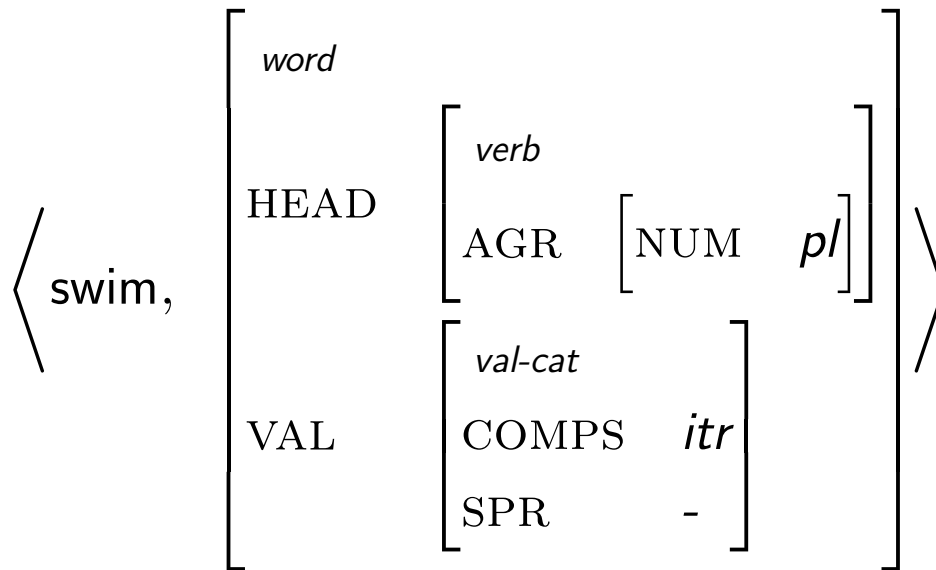 word
verb
HEAD
AGR [NUM pl]
⟨swim,
val-cat
VAL
COMPS itr
SPR -